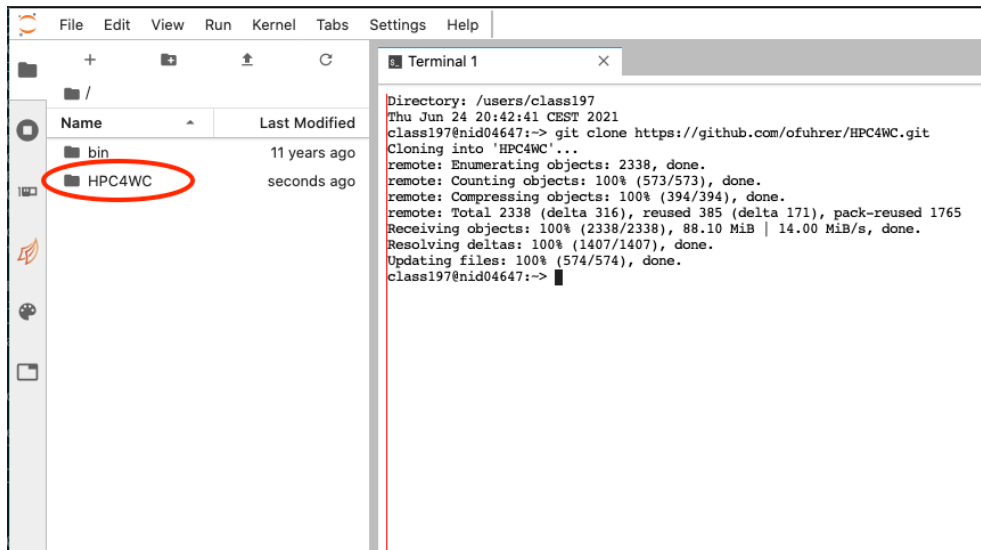 File Edit View Run Kernel Tabs Settings Help
Terminal 1
/
Name Last Modified
bin 11 years ago
HPC4WC seconds ago
Directory: /users/class197
Thu Jun 24 20:42:41 CEST 2021
class197@nid04647:~> git clone https://github.com/ofuhrer/HPC4WC.git
Cloning into 'HPC4WC'...
remote: Enumerating objects: 2338, done.
remote: Counting objects: 100% (573/573), done.
remote: Compressing objects: 100% (394/394), done.
remote: Total 2338 (delta 316), reused 385 (delta 171), pack-reused 1765
Receiving objects: 100% (2338/2338), 88.10 MiB | 14.00 MiB/s, done.
Resolving deltas: 100% (1407/1407), done.
Updating files: 100% (574/574), done.
class197@nid04647:~>